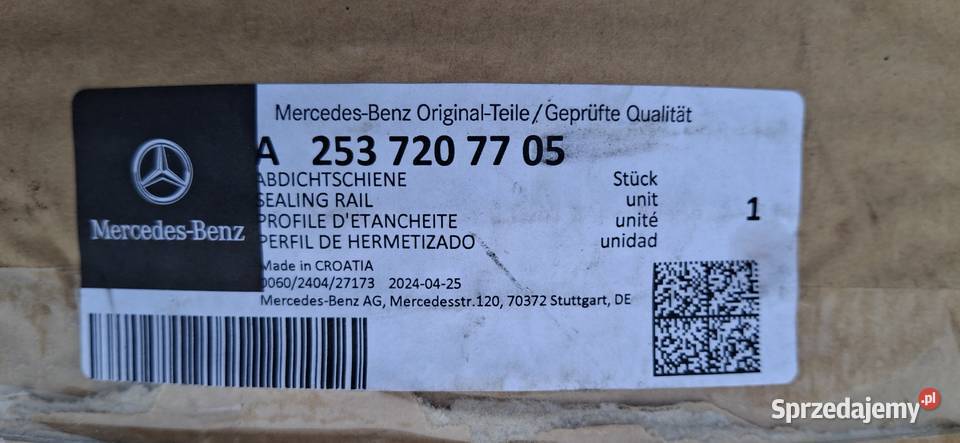 Mercedes-Benz Original-Teile/Geprüfte Qualität
A 253 720 77 05
ABDICHTSCHIENE Stück
SEALING RAIL unit
PROFILE D'ETANCHEITE unité
PERFIL DE HERMETIZADO unidad
1
Mercedes-Benz
Made in CROATIA
0060/2404/27173 2024-04-25
Mercedes-Benz AG, Mercedesstr.120, 70372 Stuttgart, DE
Sprzedajemy.pl